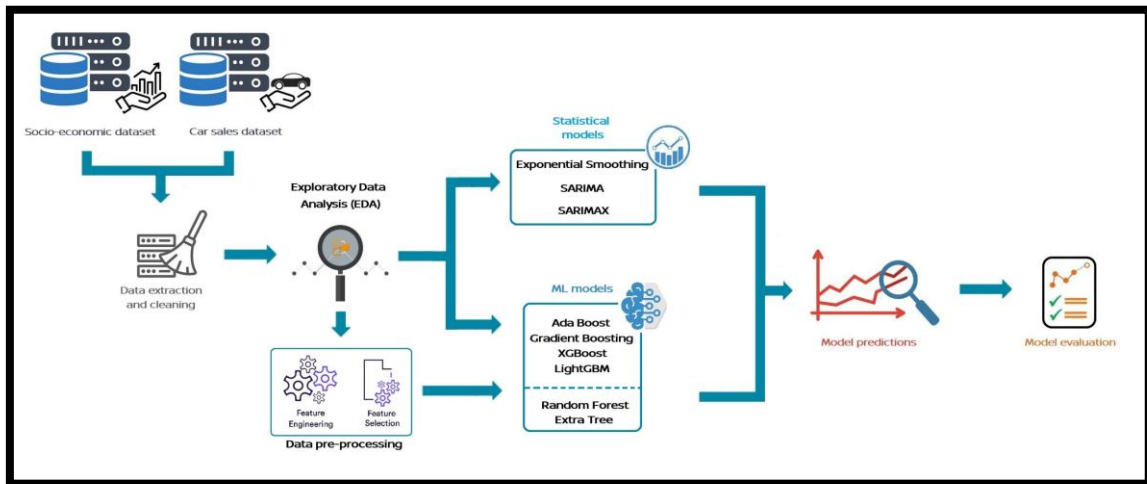 Socio-economic dataset
Car sales dataset
Data extraction
and cleaning
Exploratory Data
Analysis (EDA)
Feature
Engineering
Feature
Selection
Data pre-processing
Statistical
models
Exponential Smoothing
SARIMA
SARIMAX
ML models
Ada Boost
Gradient Boosting
XGBoost
LightGBM
Random Forest
Extra Tree
Model predictions
Model evaluation